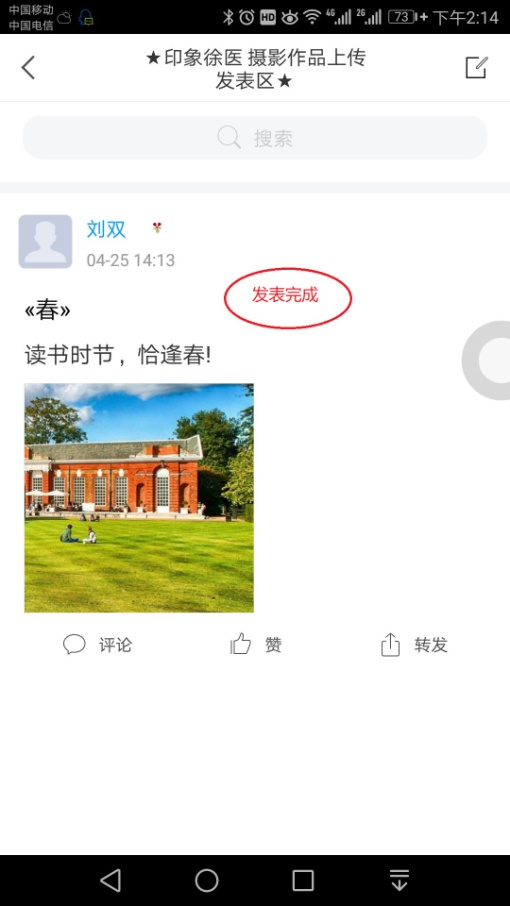 中国移动
中国电信
HD
4G
2G
73
下午2:14
★印象徐医 摄影作品上传
发表区★
搜索
刘双
04-25 14:13
发表完成
«春»
读书时节，恰逢春!
评论
赞
转发